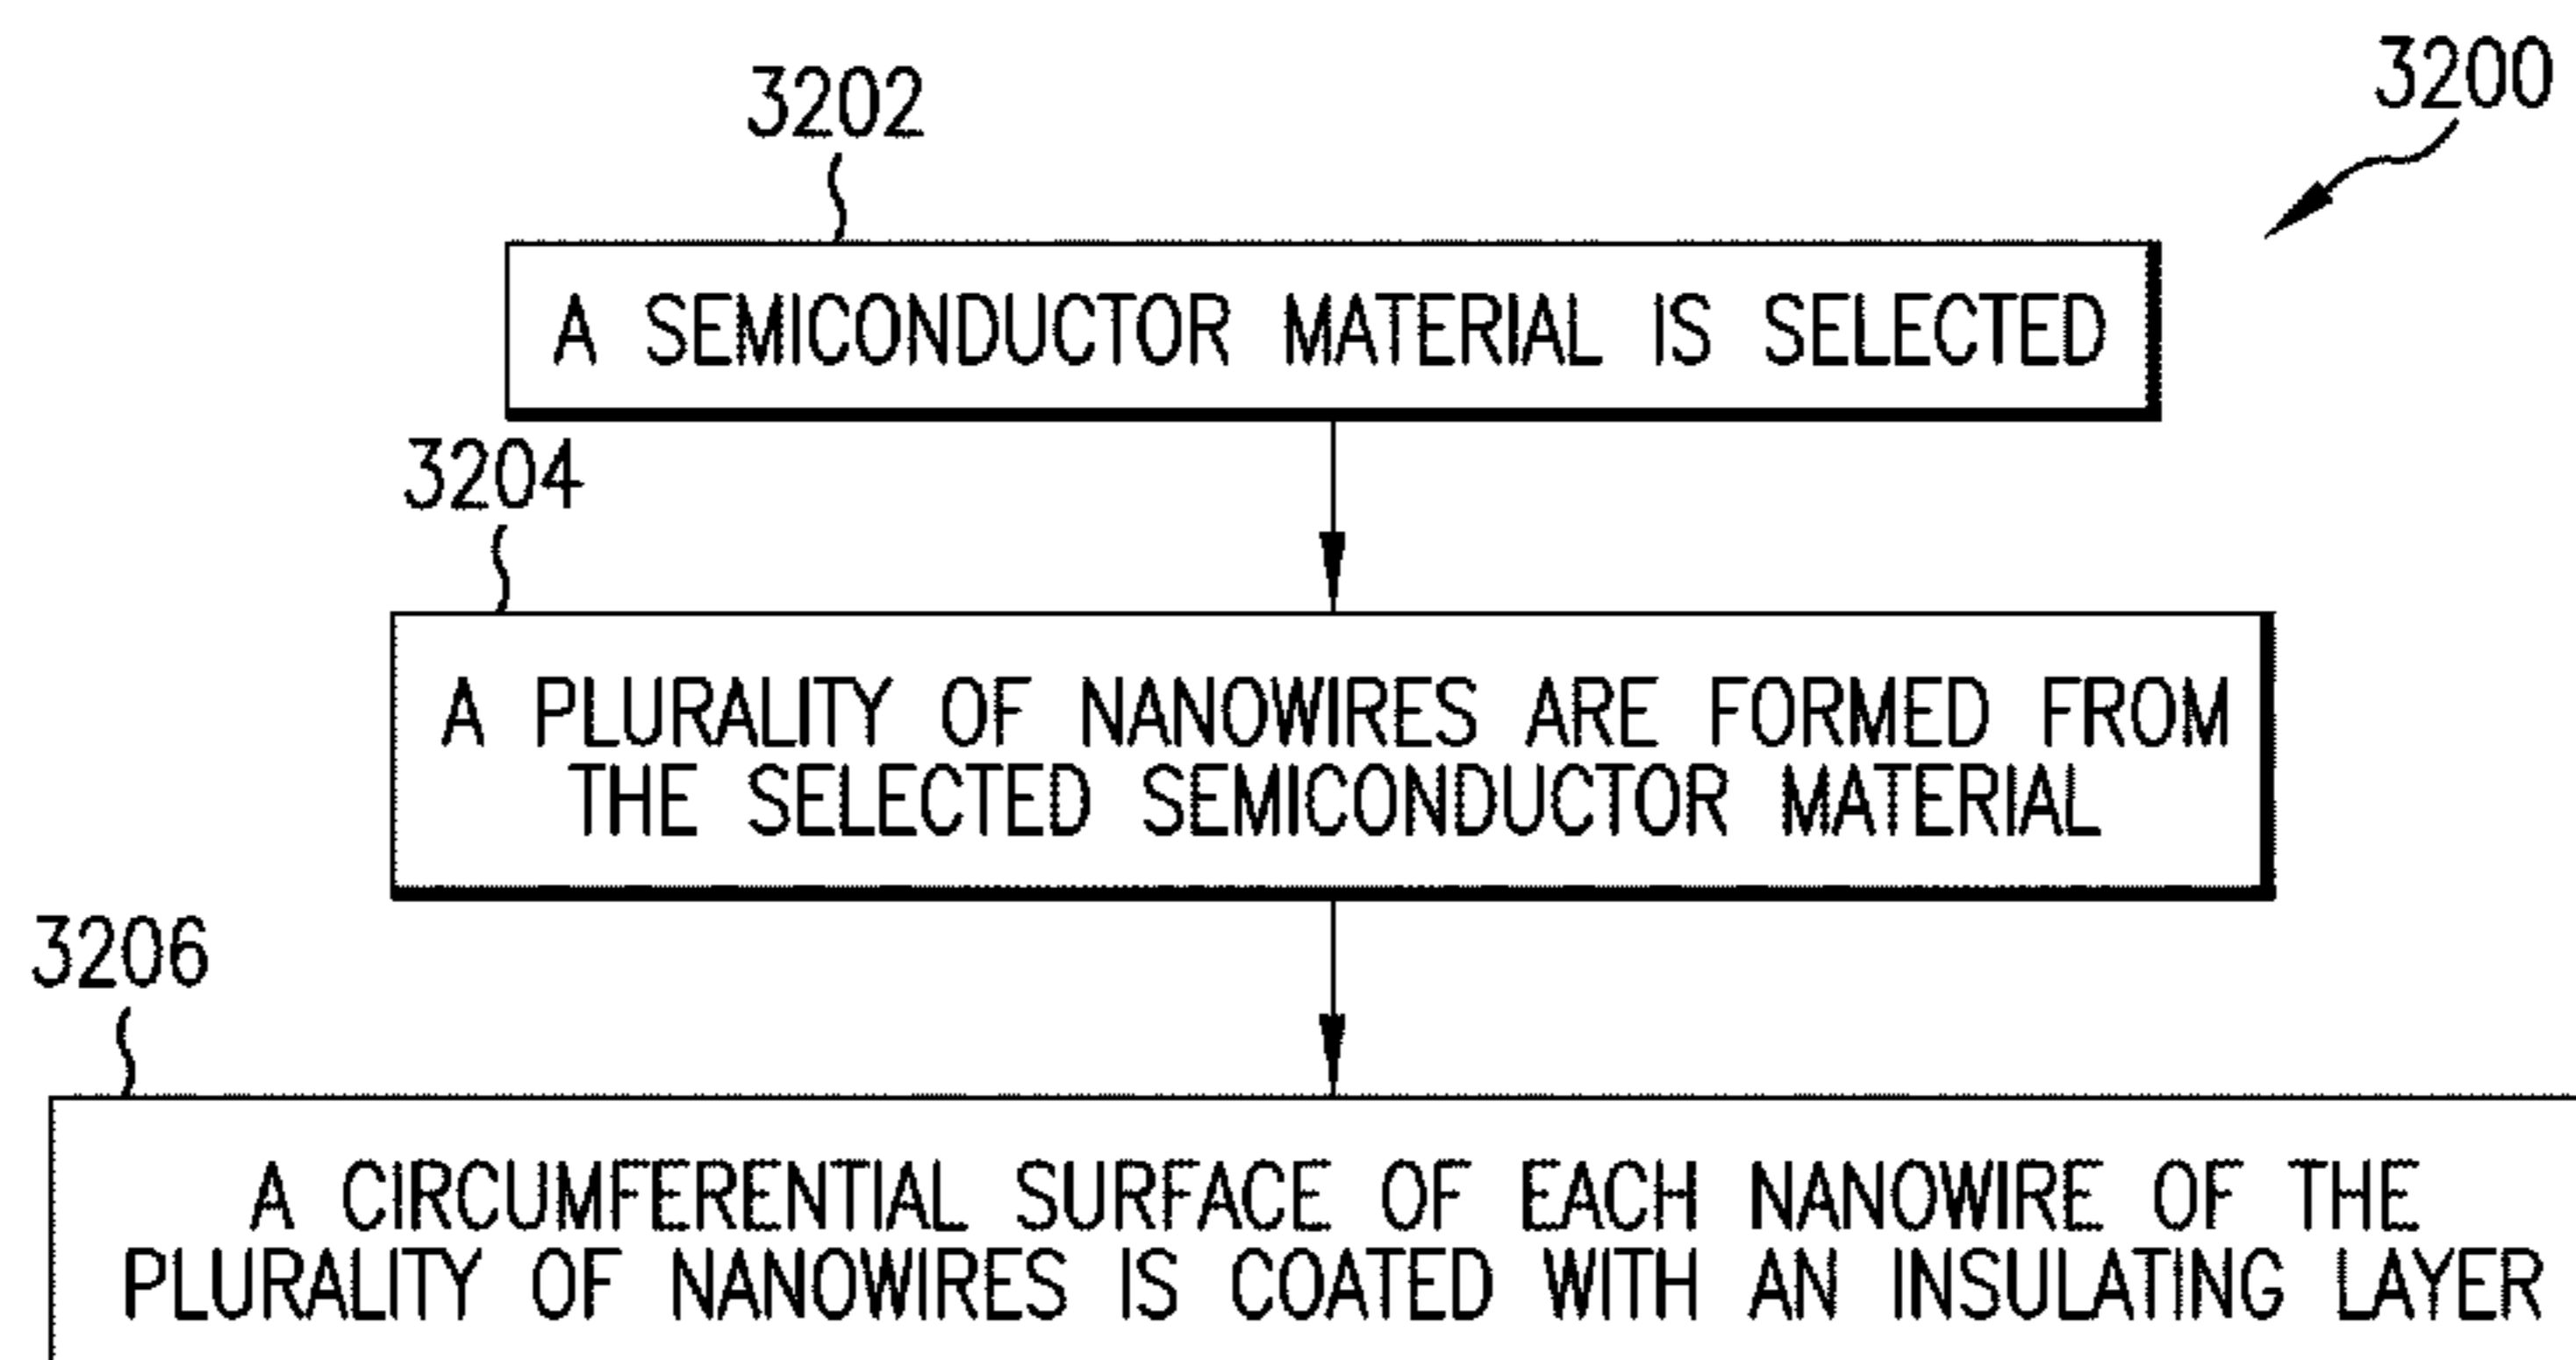 3200
3202
A SEMICONDUCTOR MATERIAL IS SELECTED
3204
A PLURALITY OF NANOWIRES ARE FORMED FROM
THE SELECTED SEMICONDUCTOR MATERIAL
3206
A CIRCUMFERENTIAL SURFACE OF EACH NANOWIRE OF THE
PLURALITY OF NANOWIRES IS COATED WITH AN INSULATING LAYER